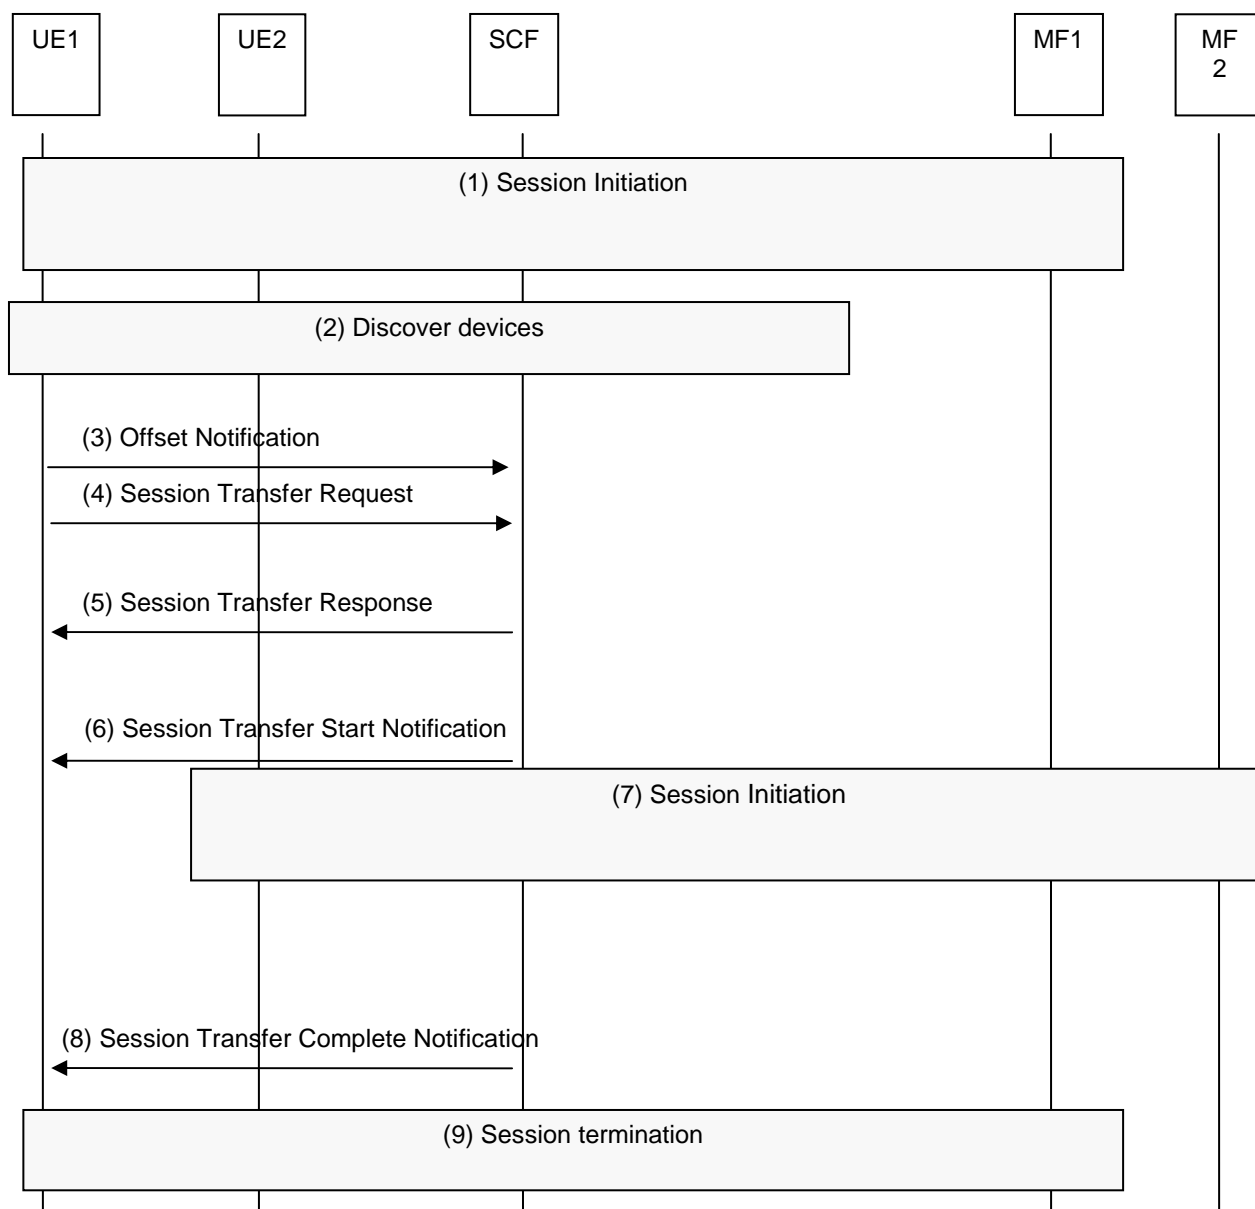 UE1
UE2
SCF
MF1
MF
2
(1) Session Initiation
(2) Discover devices
(3) Offset Notification
(4) Session Transfer Request
(5) Session Transfer Response
(6) Session Transfer Start Notification
(7) Session Initiation
(8) Session Transfer Complete Notification
(9) Session termination